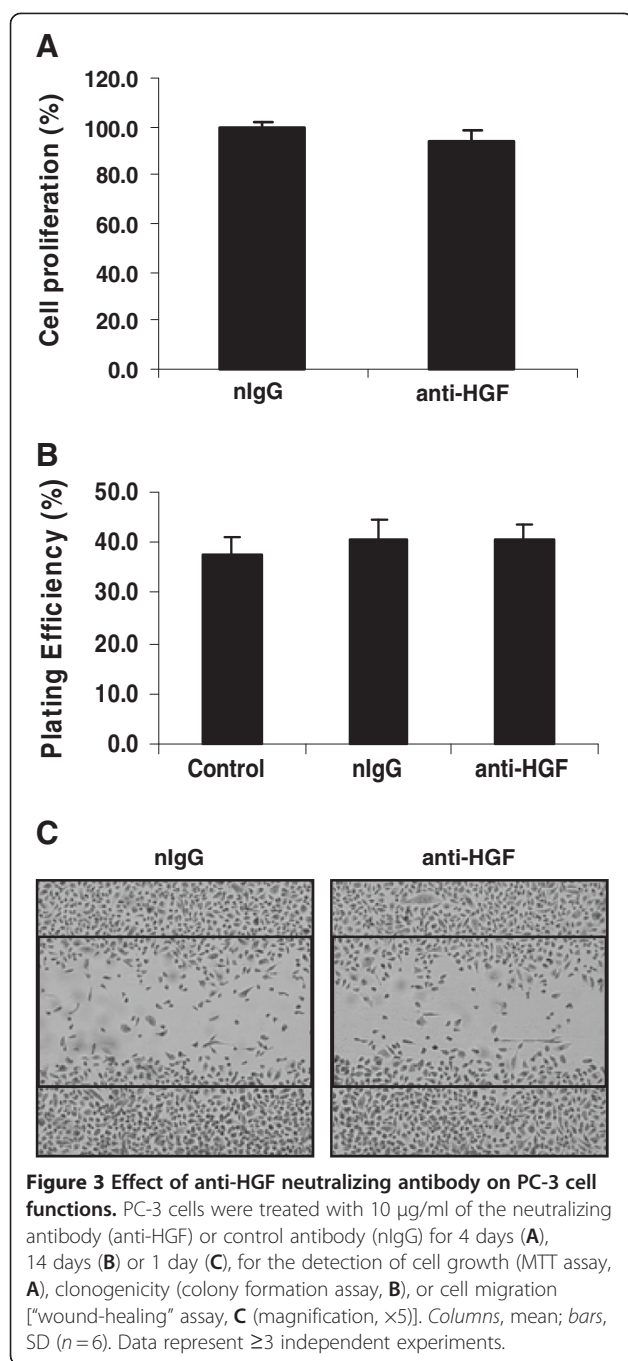 A
Cell proliferation (%)
120.0
100.0
80.0
60.0
40.0
20.0
0.0
nIgG
anti-HGF
B
Plating Efficiency (%)
50.0
40.0
30.0
20.0
10.0
0.0
Control
nIgG
anti-HGF
C
nIgG
anti-HGF
Figure 3 Effect of anti-HGF neutralizing antibody on PC-3 cell
functions. PC-3 cells were treated with 10 μg/ml of the neutralizing
antibody (anti-HGF) or control antibody (nIgG) for 4 days (A),
14 days (B) or 1 day (C), for the detection of cell growth (MTT assay,
A), clonogenicity (colony formation assay, B), or cell migration
["wound-healing" assay, C (magnification, ×5)]. Columns, mean; bars,
SD (n = 6). Data represent ≥3 independent experiments.